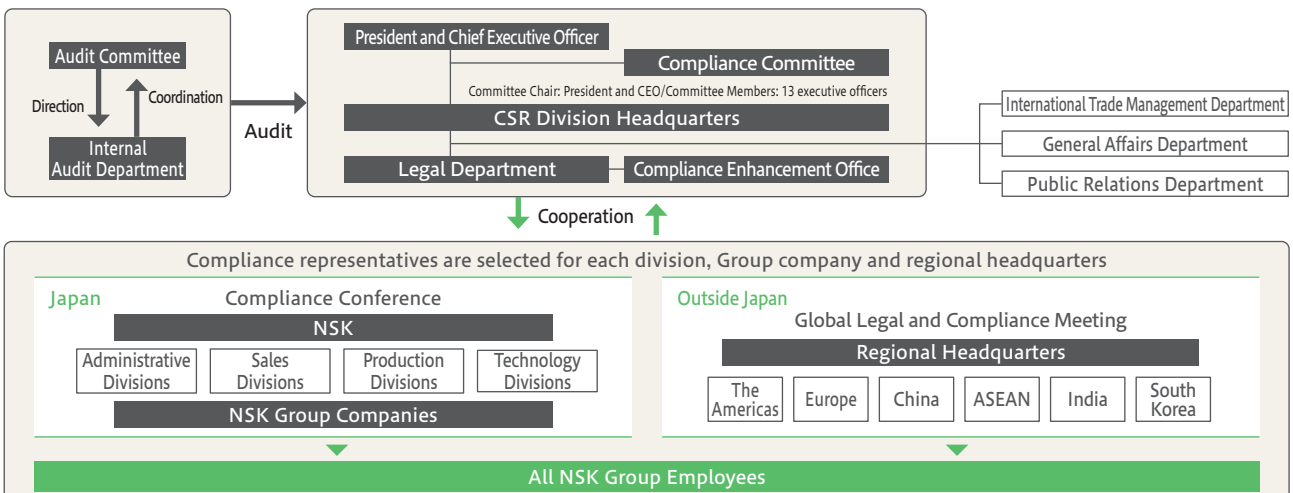 Audit Committee
Direction
Coordination
Internal
Audit Department
Audit
President and Chief Executive Officer
Compliance Committee
Committee Chair: President and CEO/Committee Members: 13 executive officers
CSR Division Headquarters
Legal Department
Compliance Enhancement Office
International Trade Management Department
General Affairs Department
Public Relations Department
Cooperation
Compliance representatives are selected for each division, Group company and regional headquarters
Japan
Compliance Conference
NSK
Administrative
Divisions
Sales
Divisions
Production
Divisions
Technology
Divisions
NSK Group Companies
Outside Japan
Global Legal and Compliance Meeting
Regional Headquarters
The
Americas
Europe
China
ASEAN
India
South
Korea
All NSK Group Employees